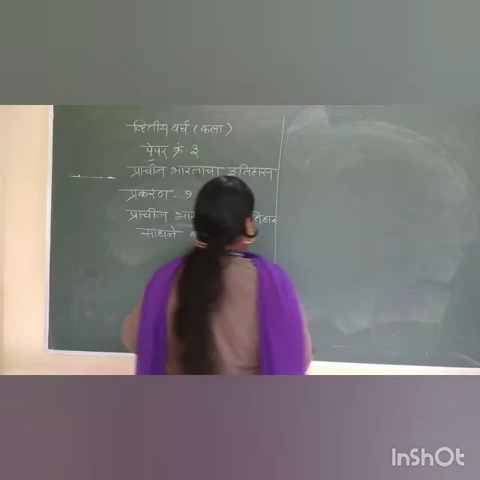 व्दितीय वर्ष (कला)
पेपर क्रं ३
प्राचीन भारताचा इतिहास
प्रकरण - १
प्राचीन
साधने
InShOt